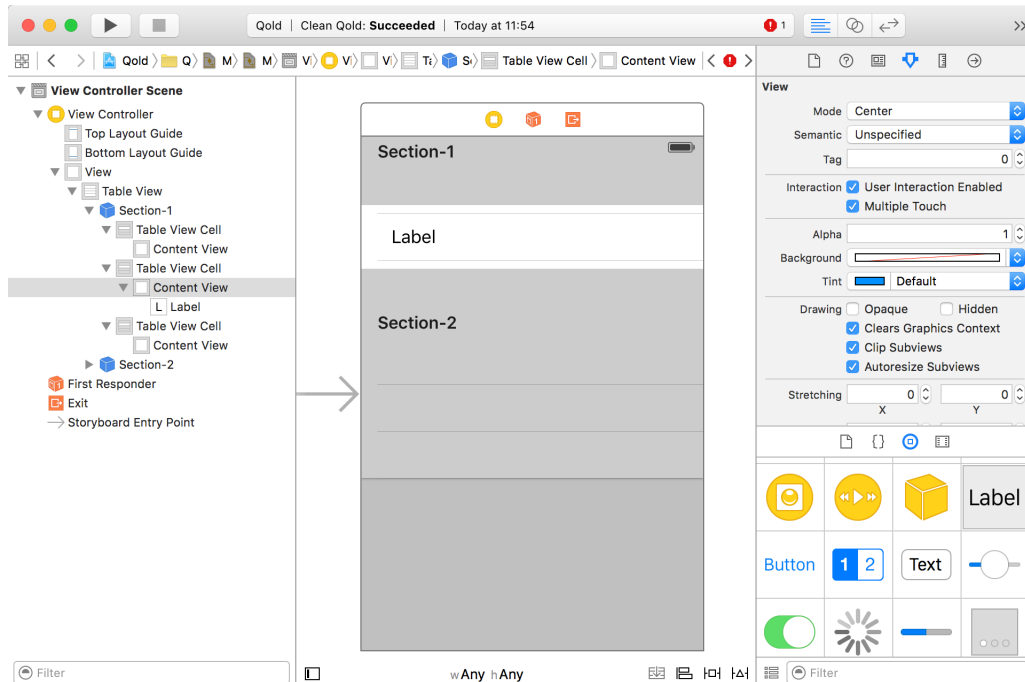 Qold | Clean Qold: Succeeded | Today at 11:54
1
Qold
Q
M
M
Vi
Vi
Vi
Ta
Se
Table View Cell
Content View
View Controller Scene
View Controller
Top Layout Guide
Bottom Layout Guide
View
Table View
Section-1
Table View Cell
Content View
Table View Cell
Content View
L Label
Table View Cell
Content View
Section-2
First Responder
Exit
Storyboard Entry Point
Filter
Section-1
Label
Section-2
wAny hAny
View
Mode Center
Semantic Unspecified
Tag 0
Interaction User Interaction Enabled
Multiple Touch
Alpha 1
Background
Tint Default
Drawing Opaque Hidden
Clears Graphics Context
Clip Subviews
Autoresize Subviews
Stretching 0 0
X Y
{}
Label
Button 1 2 Text
Filter